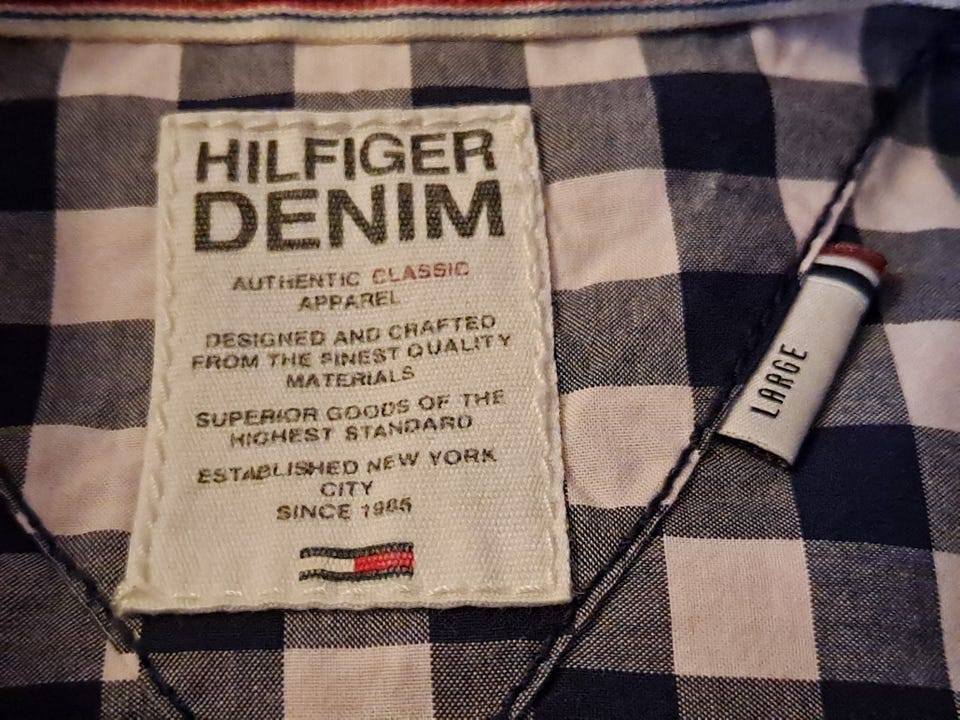 HILFIGER
DENIM
AUTHENTIC CLASSIC
APPAREL
DESIGNED AND CRAFTED
FROM THE FINEST QUALITY
MATERIALS
SUPERIOR GOODS OF THE
HIGHEST STANDARD
ESTABLISHED NEW YORK
CITY
SINCE 1985
LARGE